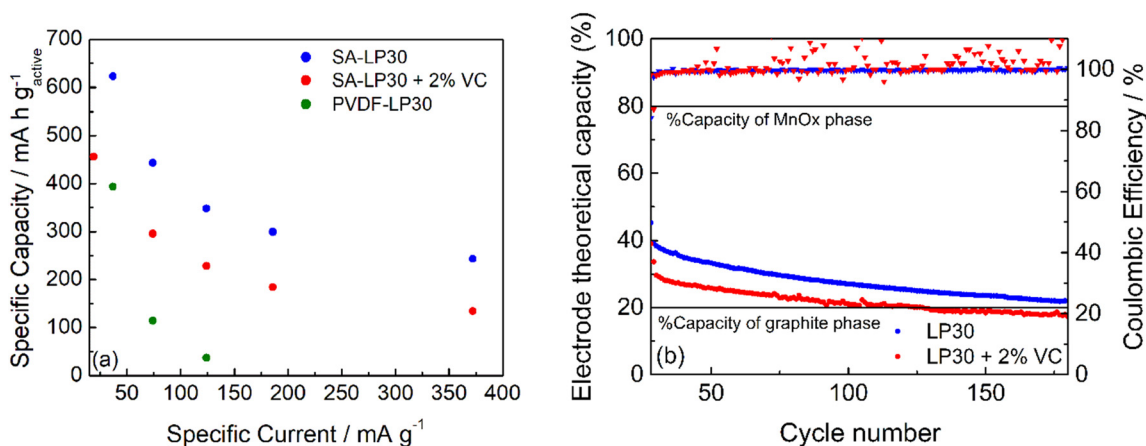 700
600
500
400
300
200
100
0
Specific Capacity / mA h g⁻¹active
SA-LP30
SA-LP30 + 2% VC
PVDF-LP30
(a)
50 100 150 200 250 300 350 400
Specific Current / mA g⁻¹
(b)
100
80
60
40
20
0
Electrode theoretical capacity (%)
%Capacity of MnOx phase
%Capacity of graphite phase
LP30
LP30 + 2% VC
(b)
100
80
60
40
20
0
Coulombic Efficiency / %
50 100 150
Cycle number